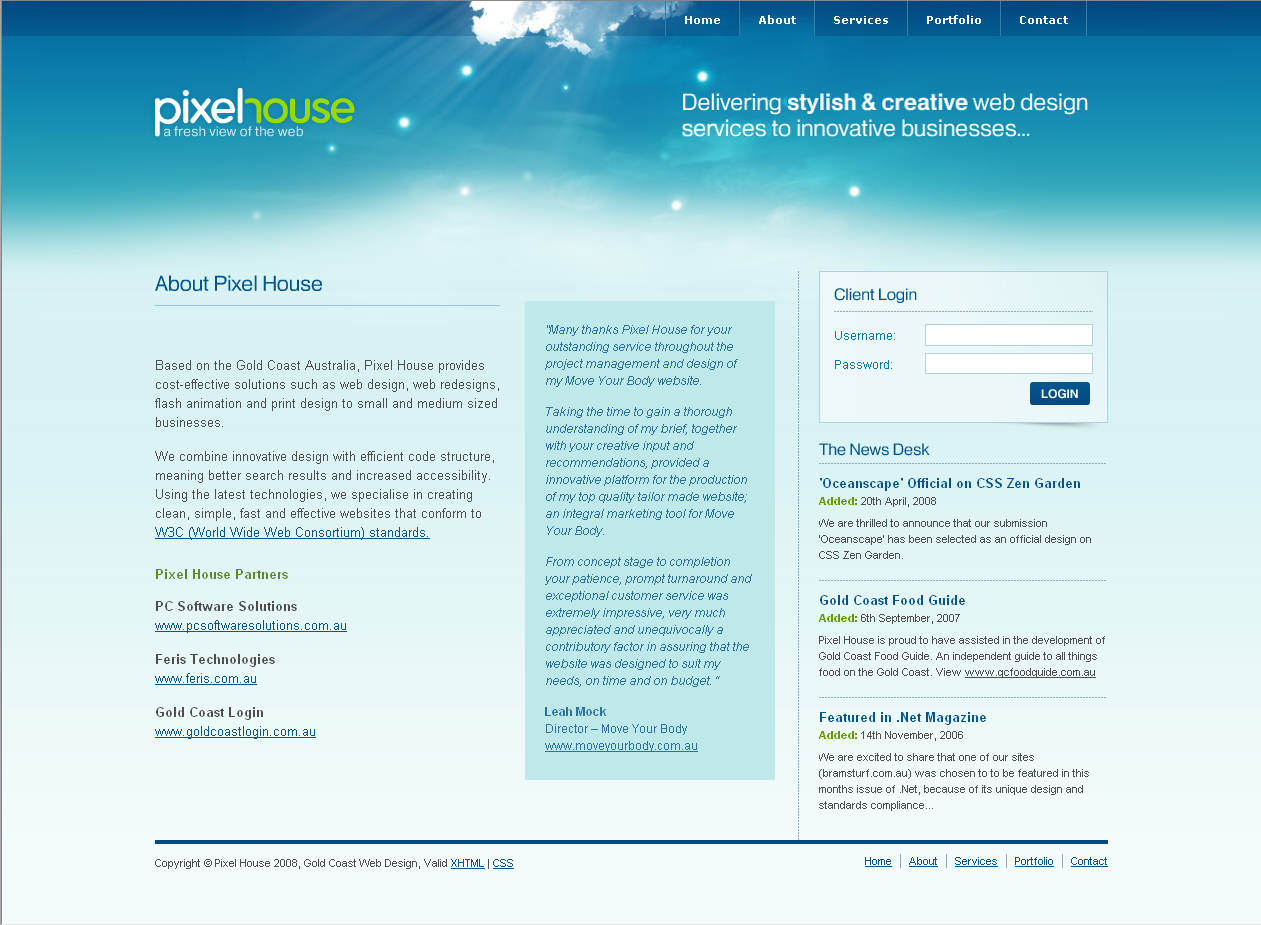 Home About Services Portfolio Contact
pixelhouse
a fresh view of the web
Delivering stylish & creative web design
services to innovative businesses...
About Pixel House
Based on the Gold Coast Australia, Pixel House provides
cost-effective solutions such as web design, web redesigns,
flash animation and print design to small and medium sized
businesses.
We combine innovative design with efficient code structure,
meaning better search results and increased accessibility.
Using the latest technologies, we specialise in creating
clean, simple, fast and effective websites that conform to
W3C (World Wide Web Consortium) standards.
Pixel House Partners
PC Software Solutions
www.pcsoftwaresolutions.com.au
Feris Technologies
www.feris.com.au
Gold Coast Login
www.goldcoastlogin.com.au
"Many thanks Pixel House for your
outstanding service throughout the
project management and design of
my Move Your Body website.
Taking the time to gain a thorough
understanding of my brief, together
with your creative input and
recommendations, provided a
innovative platform for the production
of my top quality tailor made website;
an integral marketing tool for Move
Your Body.
From concept stage to completion
your patience, prompt turnaround and
exceptional customer service was
extremely impressive, very much
appreciated and unequivocally a
contributory factor in assuring that the
website was designed to suit my
needs, on time and on budget. "
Leah Mock
Director – Move Your Body
www.moveyourbody.com.au
Client Login
Username:
Password:
LOGIN
The News Desk
'Oceanscape' Official on CSS Zen Garden
Added: 20th April, 2008
We are thrilled to announce that our submission
'Oceanscape' has been selected as an official design on
CSS Zen Garden.
Gold Coast Food Guide
Added: 6th September, 2007
Pixel House is proud to have assisted in the development of
Gold Coast Food Guide. An independent guide to all things
food on the Gold Coast. View www.gcfoodguide.com.au
Featured in .Net Magazine
Added: 14th November, 2006
We are excited to share that one of our sites
(bramsturf.com.au) was chosen to to be featured in this
months issue of .Net, because of its unique design and
standards compliance...
Copyright © Pixel House 2008, Gold Coast Web Design, Valid XHTML | CSS
Home About Services Portfolio Contact